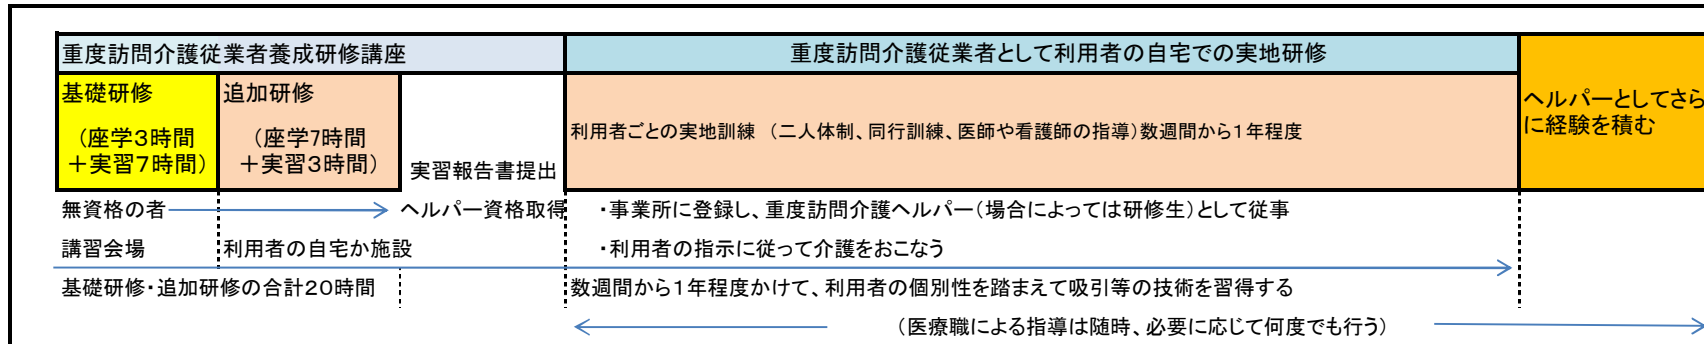 重度訪問介護従業者養成研修講座
重度訪問介護従業者として利用者の自宅での実地研修
基礎研修
(座学3時間
＋実習7時間)
追加研修
(座学7時間
＋実習3時間)
実習報告書提出
利用者ごとの実地訓練 (二人体制、同行訓練、医師や看護師の指導)数週間から1年程度
ヘルパーとしてさら
に経験を積む
無資格の者
ヘルパー資格取得
・事業所に登録し、重度訪問介護ヘルパー(場合によっては研修生)として従事
講習会場
利用者の自宅か施設
・利用者の指示に従って介護をおこなう
基礎研修・追加研修の合計20時間
数週間から1年程度かけて、利用者の個別性を踏まえて吸引等の技術を習得する
(医療職による指導は随時、必要に応じて何度でも行う)